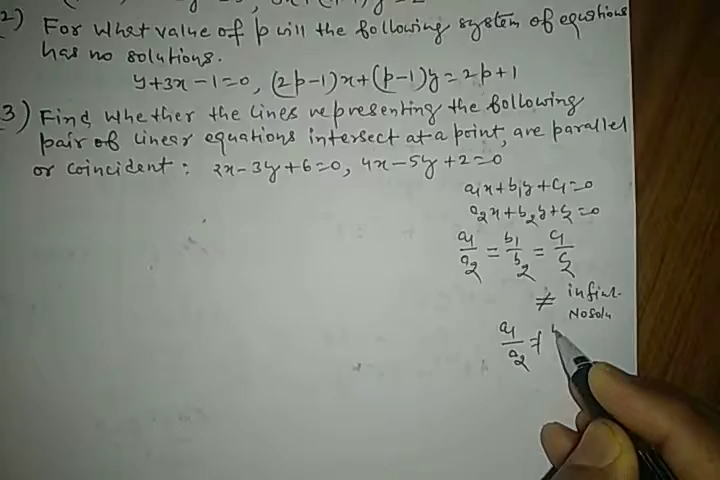 2) For what value of p will the following system of equations
has no solutions.
y+3x-1=0, (2p-1)x+(p-1)y=2p+1
3) Find whether the lines representing the following
pair of linear equations intersect at a point, are parallel
or coincident: 2x-3y+6=0, 4x-5y+2=0
a₁x+b₁y+c₁=0
a₂x+b₂y+c₂=0
a₁/a₂ = b₁/b₂ = c₁/c₂
≠ infint.
No solu
a₁/a₂ ≠